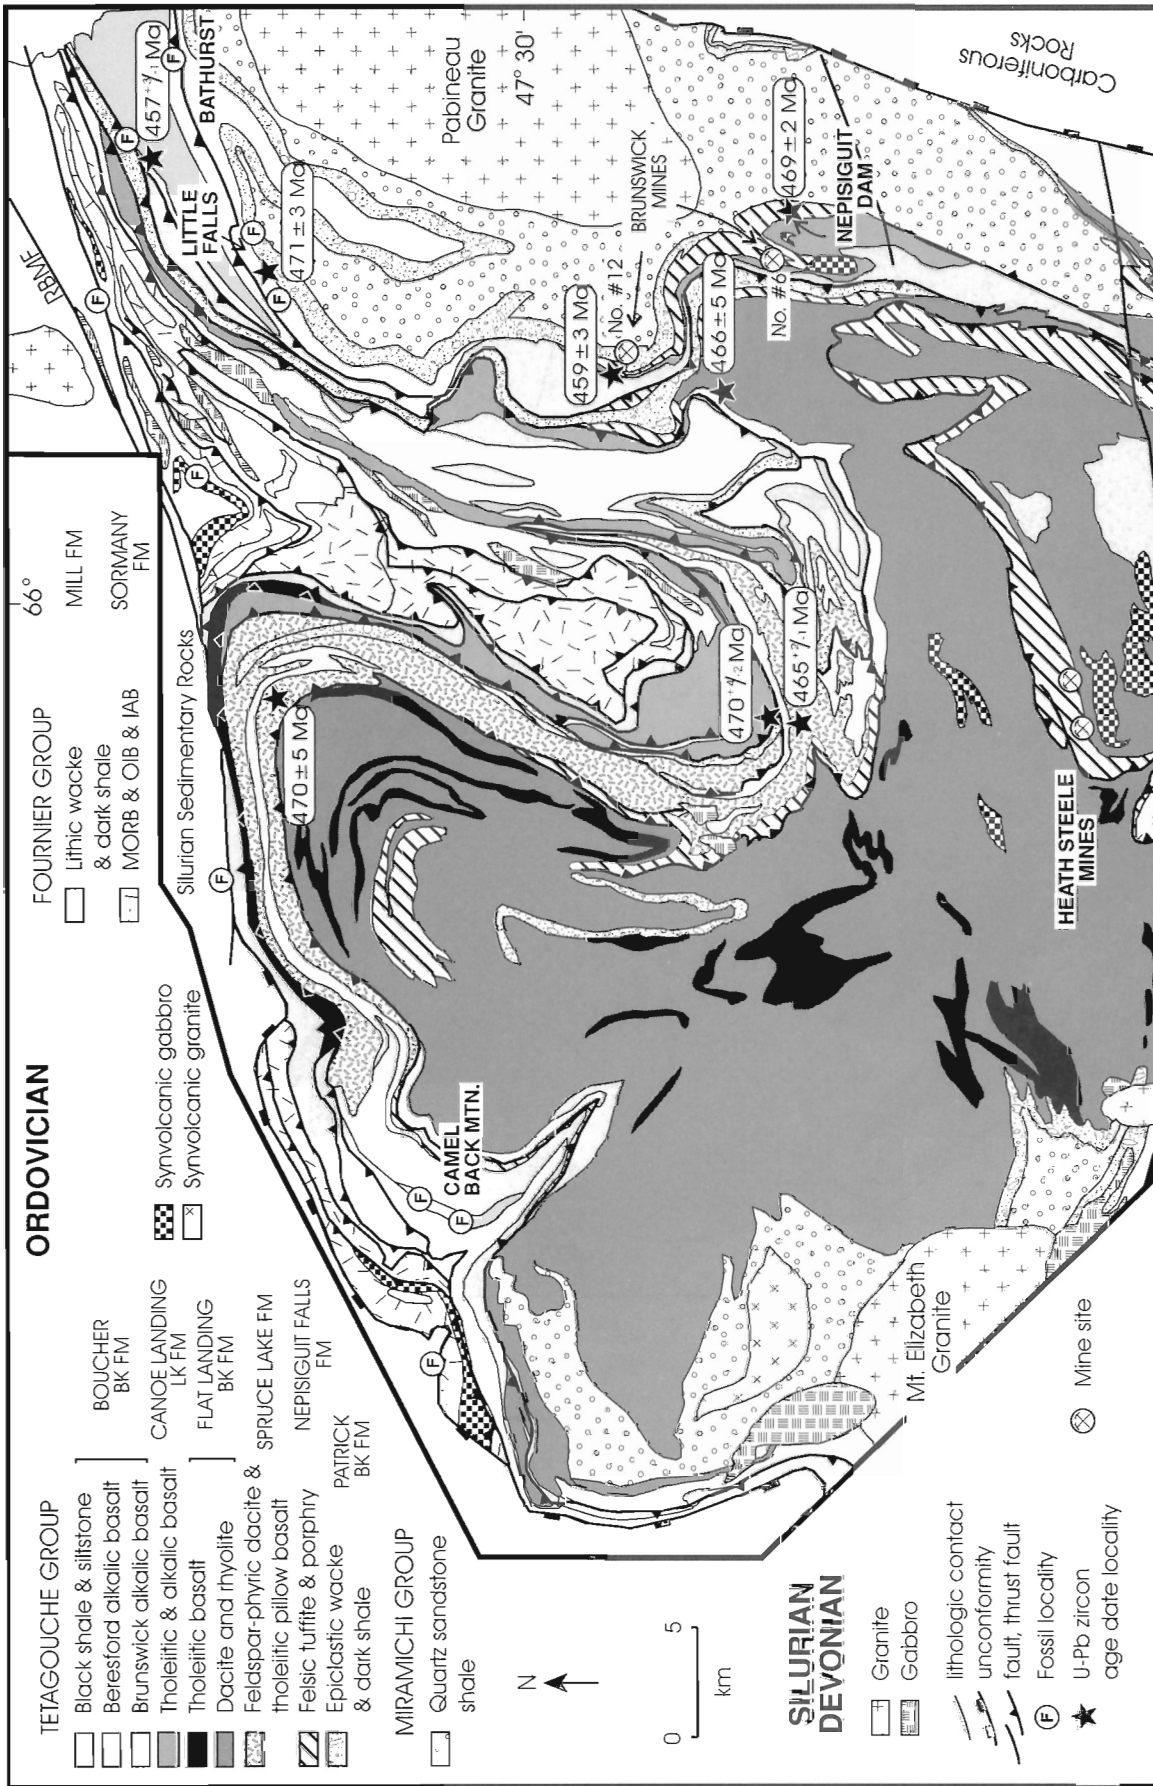 ORDOVICIAN
TETAGOUCHE GROUP
Black shale & siltstone
Beresford alkalic basalt
BOUCHER
BK FM
Brunswick alkalic basalt
Tholeiitic & alkalic basalt
CANOE LANDING
LK FM
Tholeiitic basalt
Dacite and rhyolite
FLAT LANDING
BK FM
Feldspar-phyric dacite &
tholeiitic pillow basalt
SPRUCE LAKE FM
Felsic tuffite & porphry
NEPISIGUIT FALLS
FM
Epiclastic wacke
& dark shale
PATRICK
BK FM
MIRAMICHI GROUP
Quartz sandstone
shale
Synvolcanic gabbro
Synvolcanic granite
FOURNIER GROUP
Lithic wacke
& dark shale
MILL FM
MORB & OIB & IAB
SORMANY
FM
66°
Silurian Sedimentary Rocks
N
0
5
km
SILURIAN
DEVONIAN
Granite
Gabbro
lithologic contact
unconformity
fault, thrust fault
F Fossil locality
U-Pb zircon
age date locality
Mine site
RBMF
F
F
F
F
F
F
F
F
F
F
F
457 +3/-1 Ma
BATHURST
LITTLE
FALLS
471 ± 3 Ma
Pabineau
Granite
47° 30'
BRUNSWICK
MINES
No. #12
459 ± 3 Ma
466 ± 5 Ma
No. #6
469 ± 2 Ma
NEPISIGUIT
DAM
Carboniferous
Rocks
470 ± 5 Ma
470 +4/-2 Ma
CAMEL
BACK MTN.
HEATH STEELE
MINES
Mt. Elizabeth
Granite